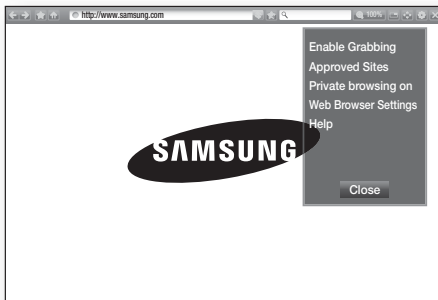 http://www.samsung.com
100%
Enable Grabbing
Approved Sites
Private browsing on
Web Browser Settings
Help
SAMSUNG
Close